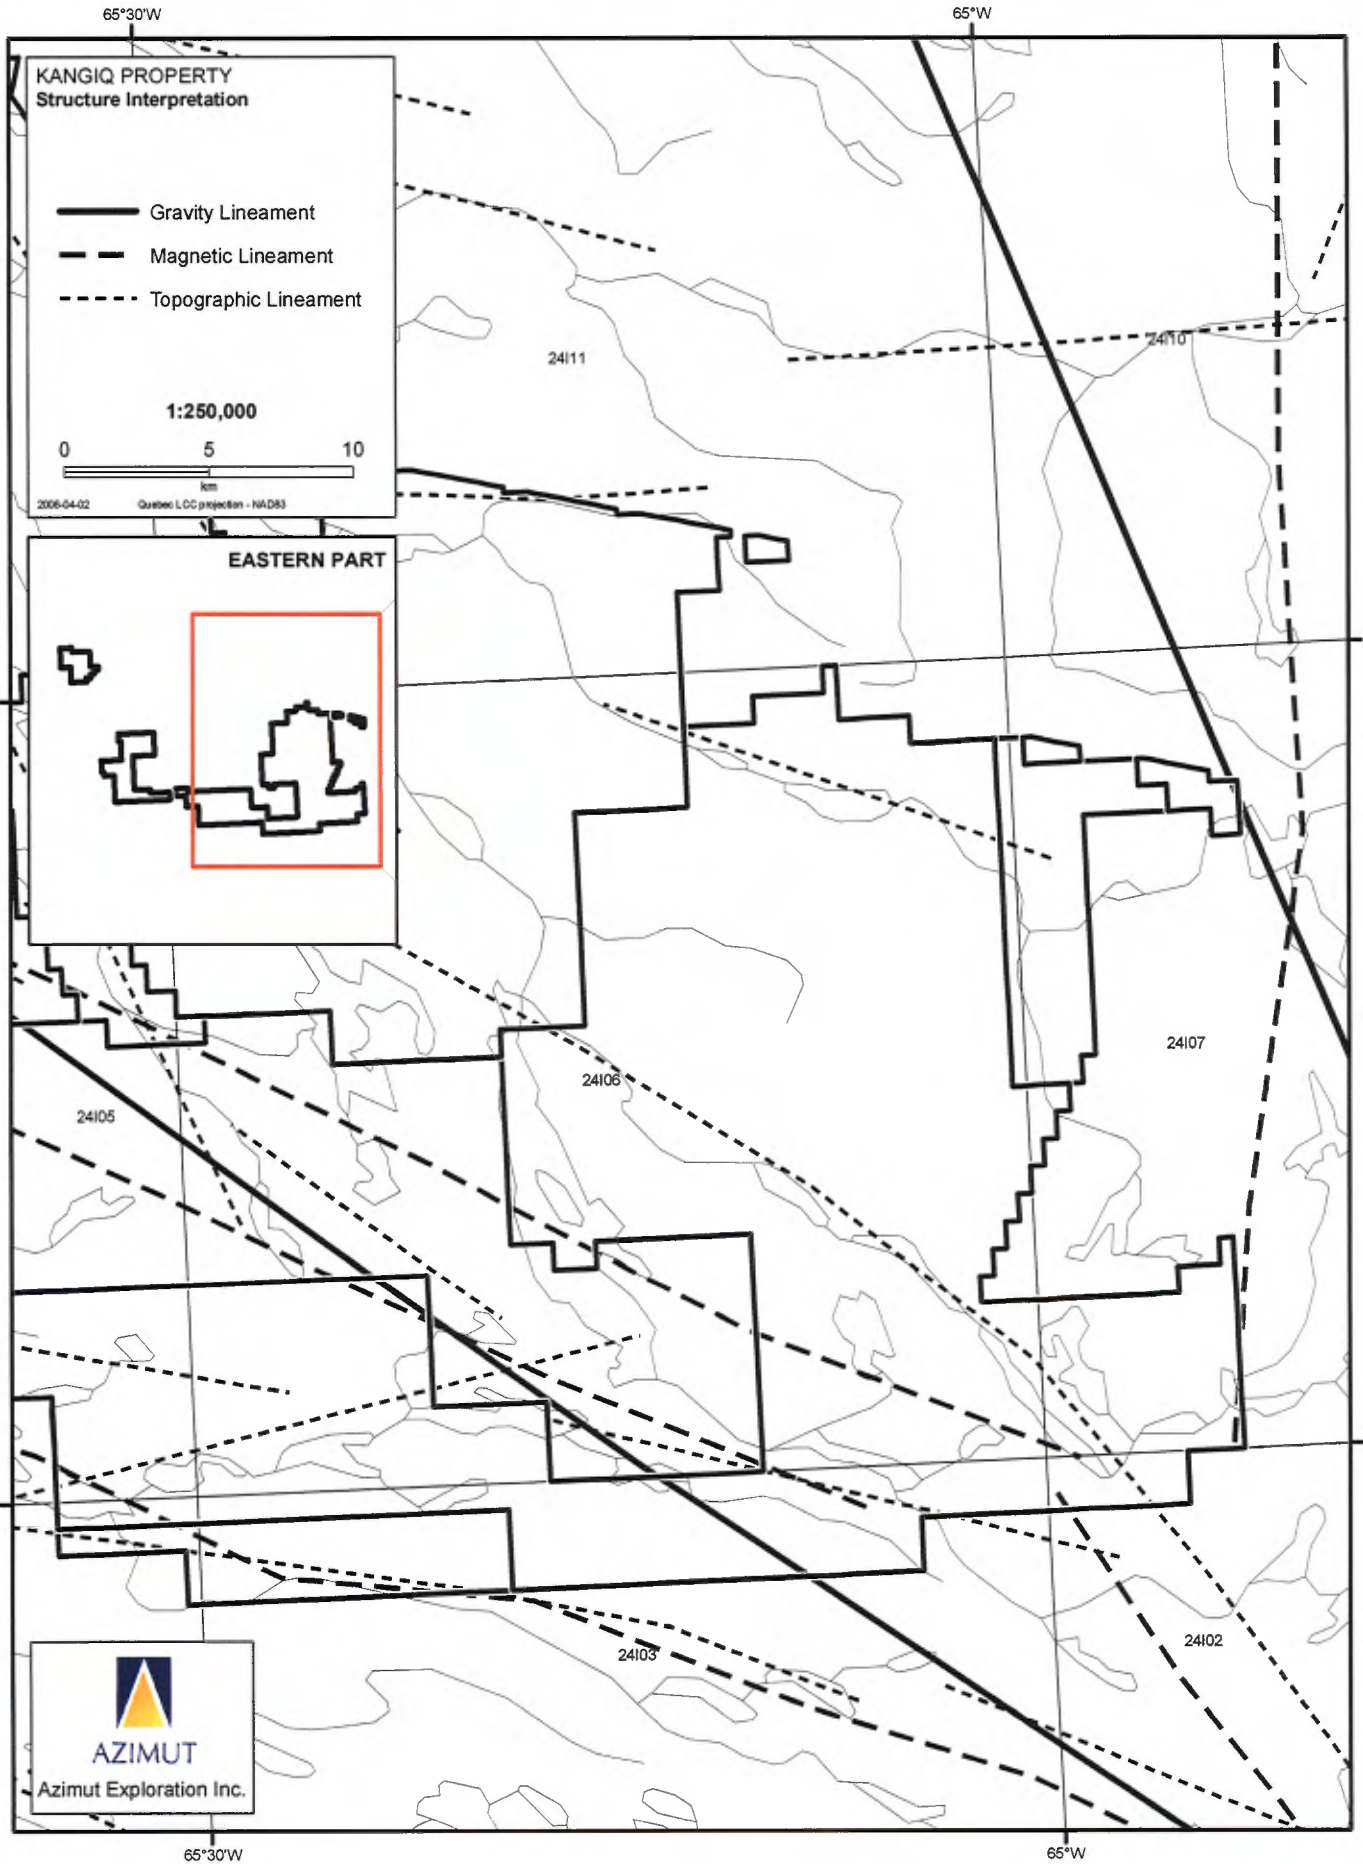 65°30'W
65°W
KANGIQ PROPERTY
Structure Interpretation
Gravity Lineament
Magnetic Lineament
Topographic Lineament
1:250,000
0 5 10
km
2008-04-02 Quebec LCC projection - NAD83
EASTERN PART
24I11
24I10
24I07
24I06
24I05
24I03
24I02
AZIMUT
Azimut Exploration Inc.
65°30'W
65°W